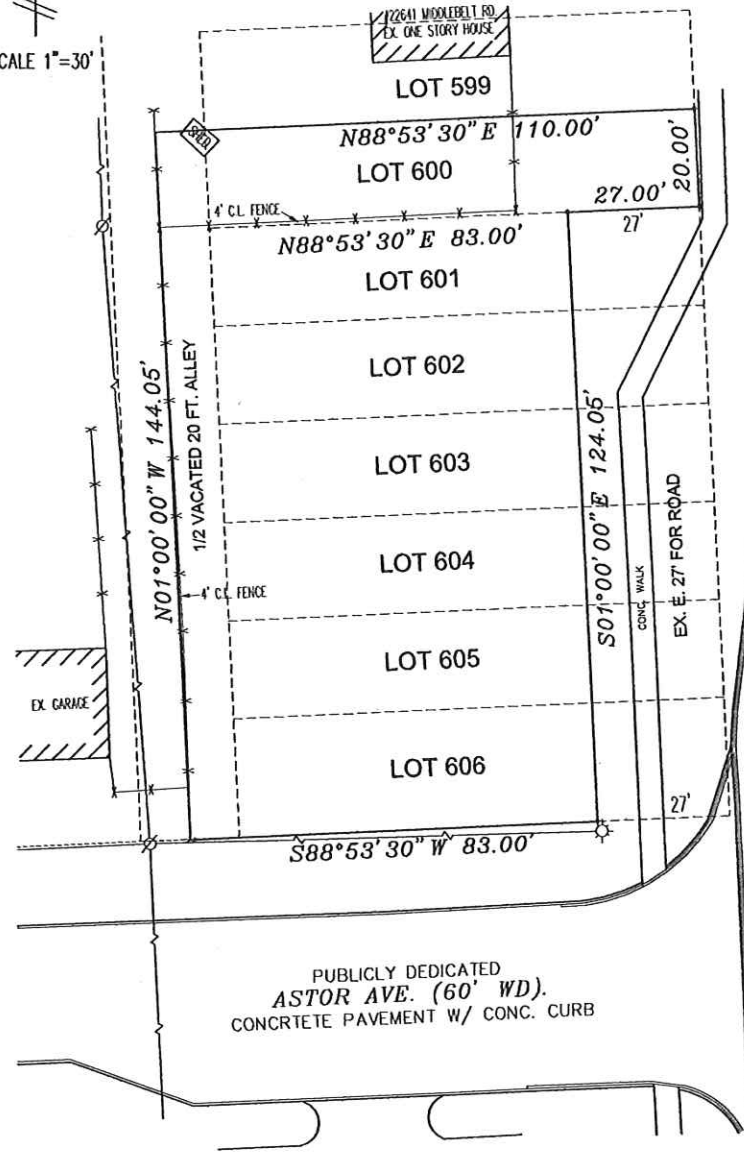 22641 MIDDLEBELT RD.
EX. ONE STORY HOUSE
SCALE 1"=30'
LOT 599
SHED
N88°53'30"E 110.00'
LOT 600
20.00'
27.00'
27'
4' C.L. FENCE
N88°53'30"E 83.00'
LOT 601
LOT 602
N01°00'00"W 144.05'
1/2 VACATED 20 FT. ALLEY
LOT 603
S01°00'00"E 124.05'
LOT 604
4' C.L. FENCE
CONC. WALK
EX. E. 27' FOR ROAD
LOT 605
EX. GARAGE
LOT 606
27'
S88°53'30"W 83.00'
PUBLICLY DEDICATED
ASTOR AVE. (60' WD).
CONCRTETE PAVEMENT W/ CONC. CURB